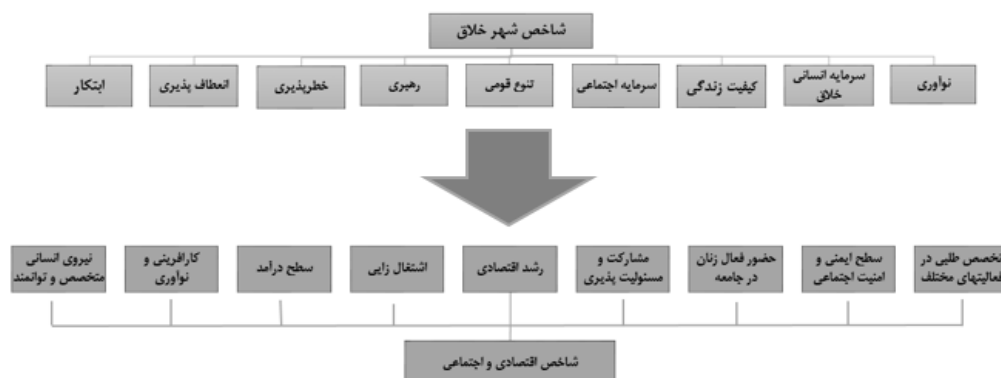 شاخص شهر خلاق
نوآوری
سرمایه انسانی
خلاق
کیفیت زندگی
سرمایه اجتماعی
تنوع قومی
رهبری
خطرپذیری
انعطاف پذیری
ابتکار
تخصص طلبی در
فعالیتهای مختلف
سطح ایمنی و
امنیت اجتماعی
حضور فعال زنان
در جامعه
مشارکت و
مسئولیت پذیری
رشد اقتصادی
اشتغال زایی
سطح درآمد
کارافرینی و
نوآوری
نیروی انسانی
متخصص و توانمند
شاخص اقتصادی و اجتماعی